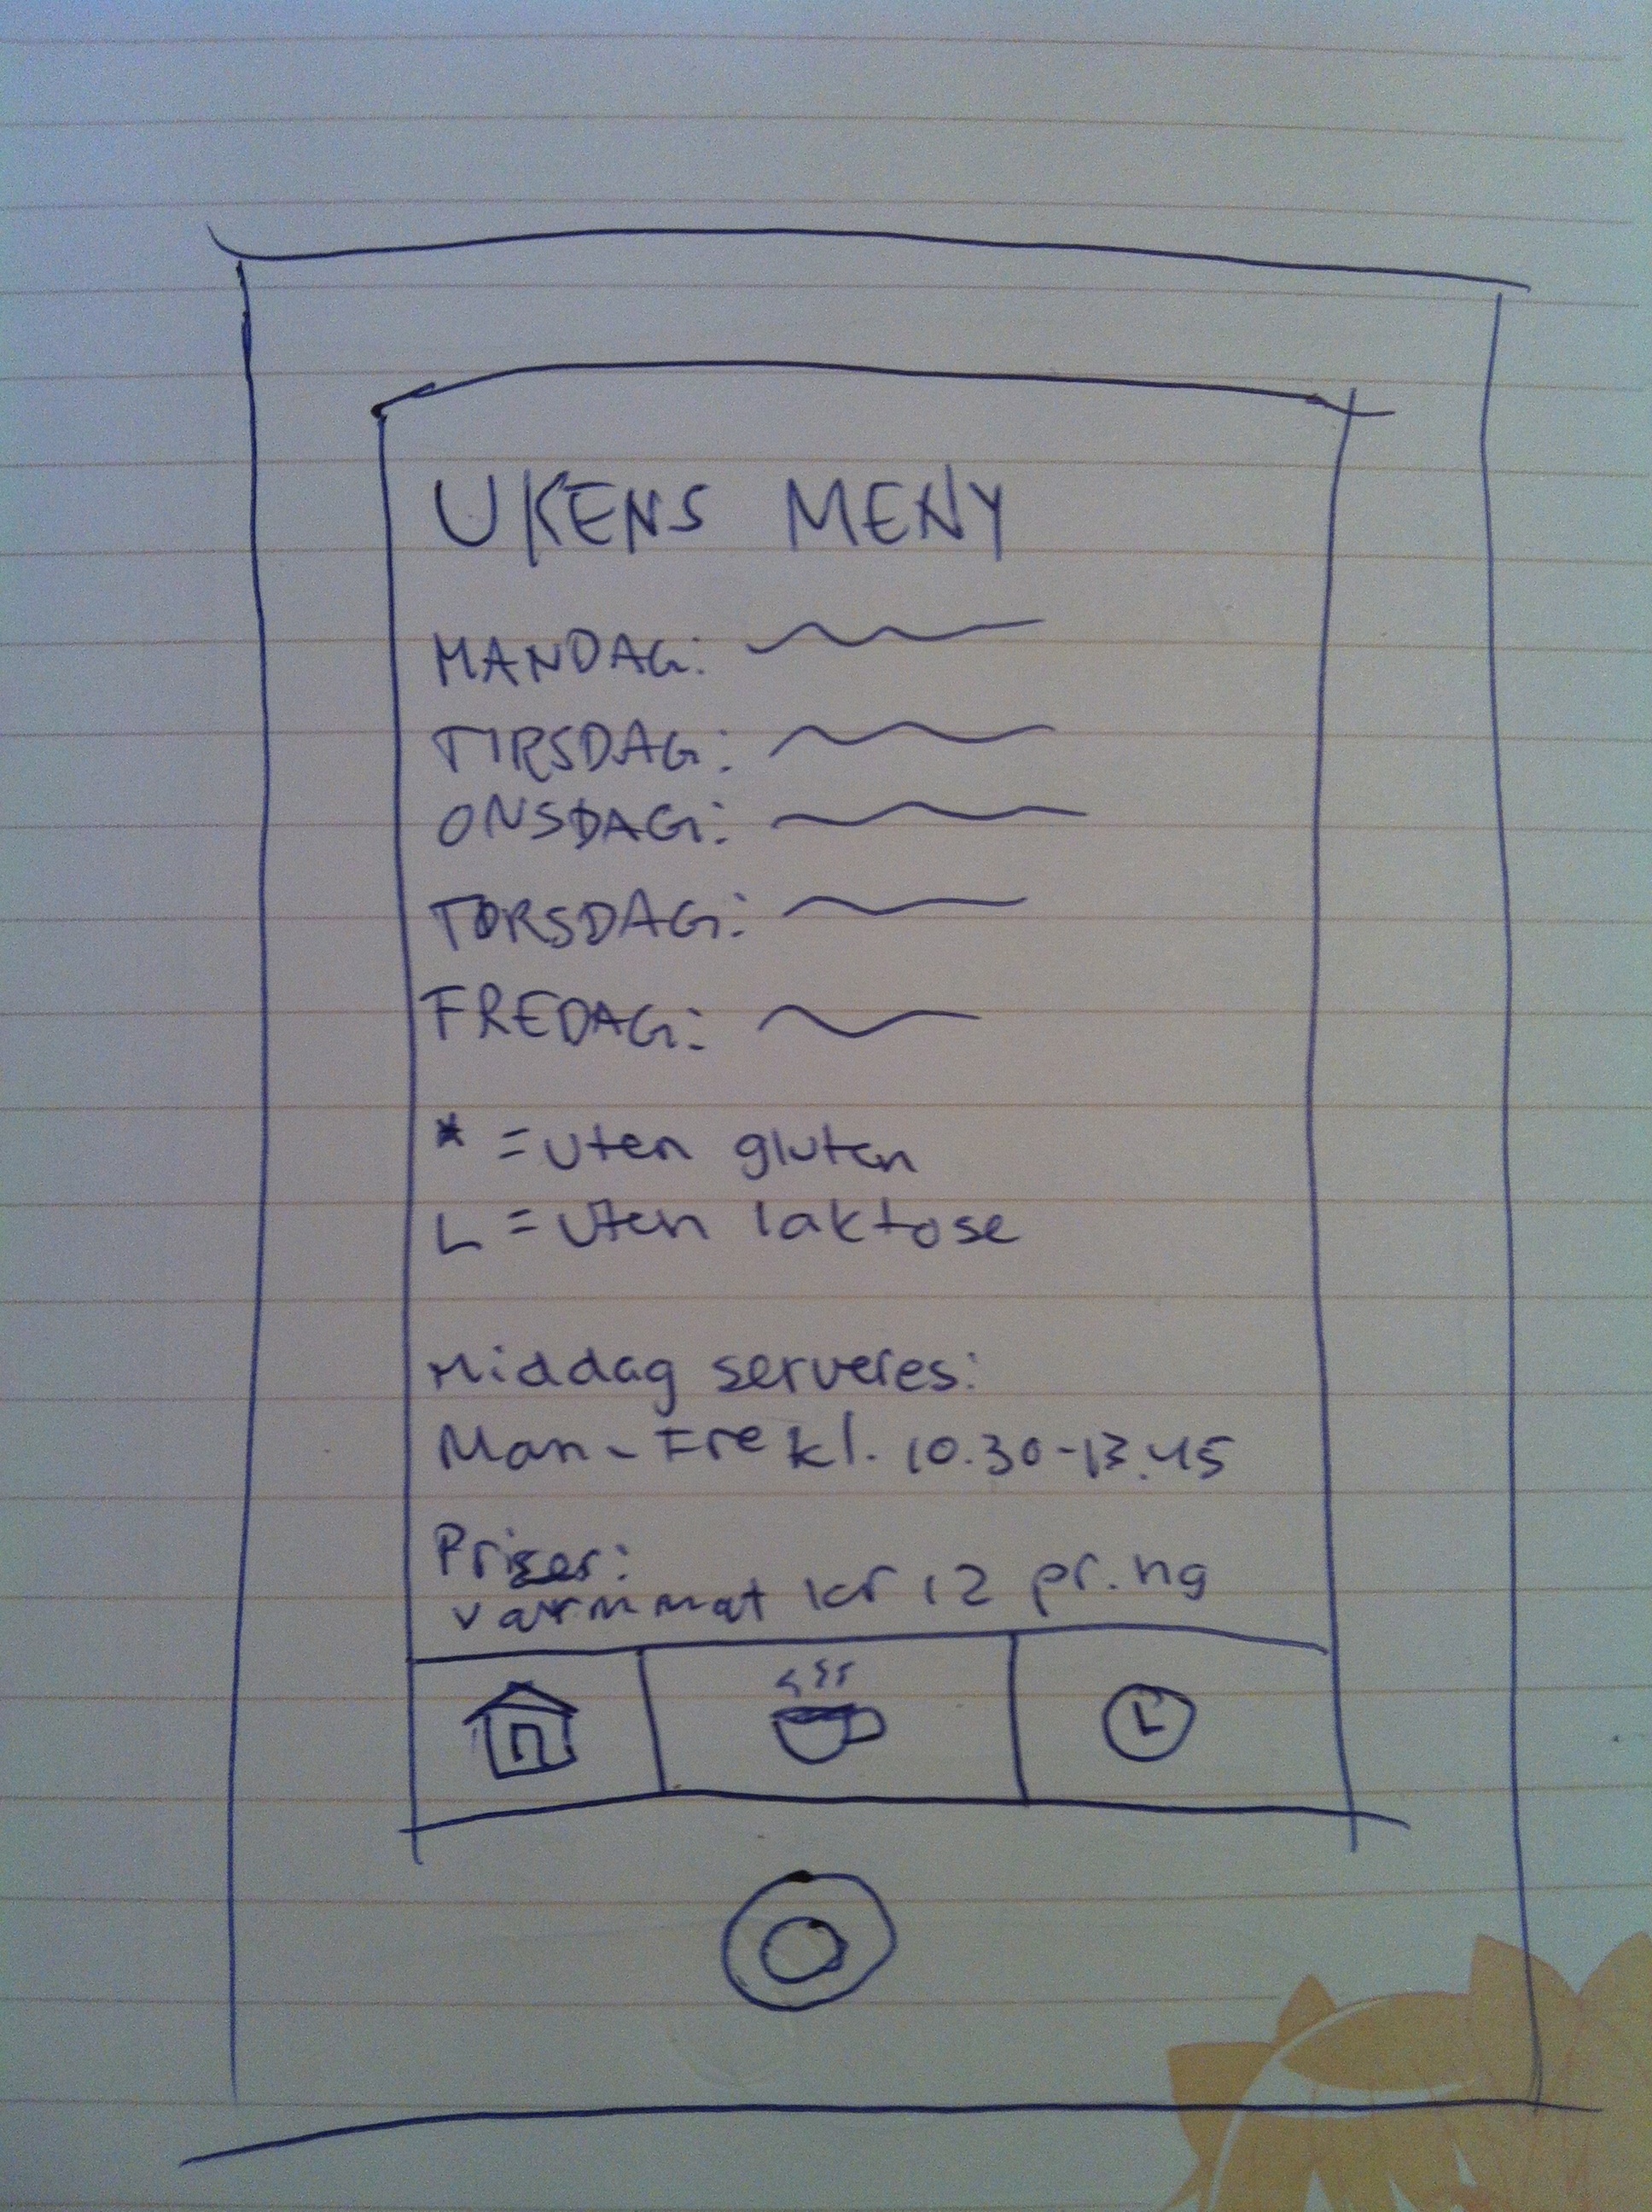 UKENS MENY
MANDAG:
TIRSDAG:
ONSDAG:
TORSDAG:
FREDAG:
* = uten gluten
L = uten laktose
Middag serveres:
Man - Fre kl. 10.30-13.45
Priser:
varmmat kr 12 pr. hg